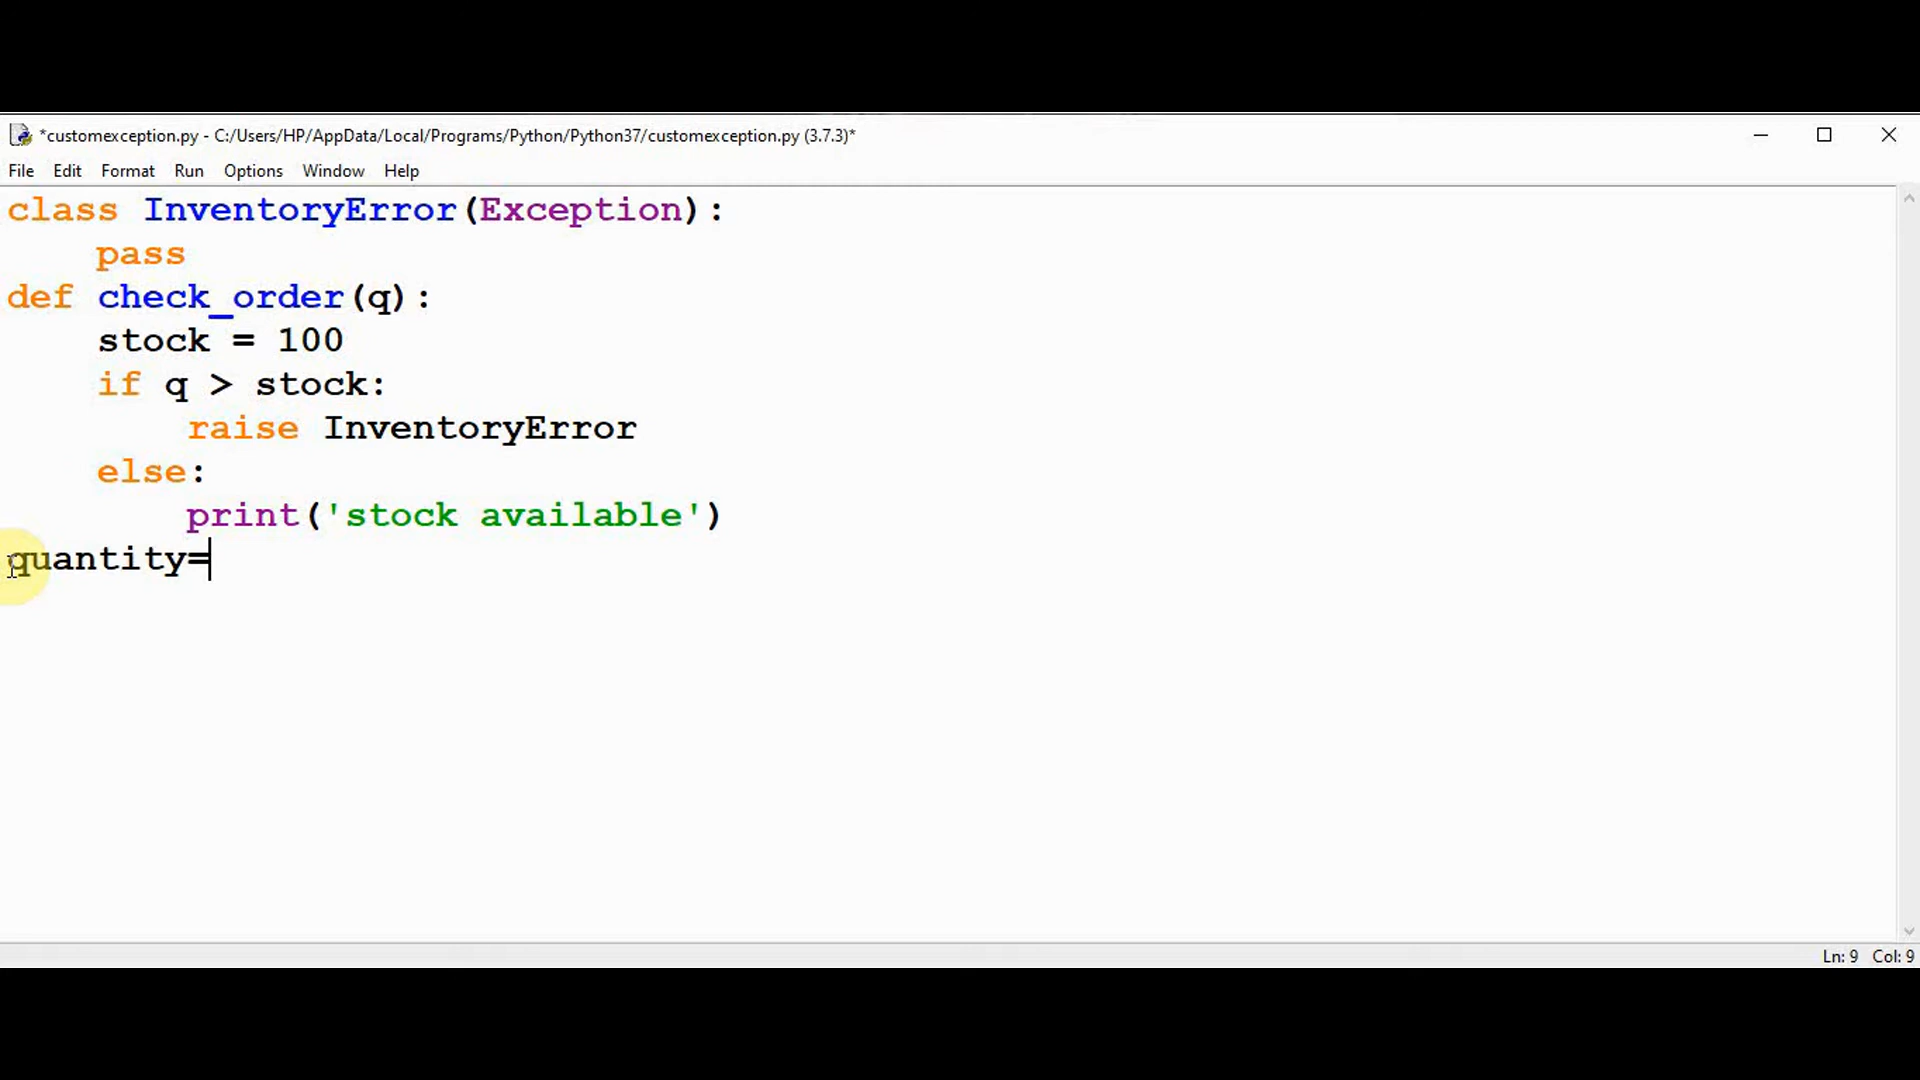 *customexception.py - C:/Users/HP/AppData/Local/Programs/Python/Python37/customexception.py (3.7.3)*
File Edit Format Run Options Window Help
class InventoryError(Exception):
    pass
def check_order(q):
    stock = 100
    if q > stock:
        raise InventoryError
    else:
        print('stock available')
quantity=
Ln: 9 Col: 9